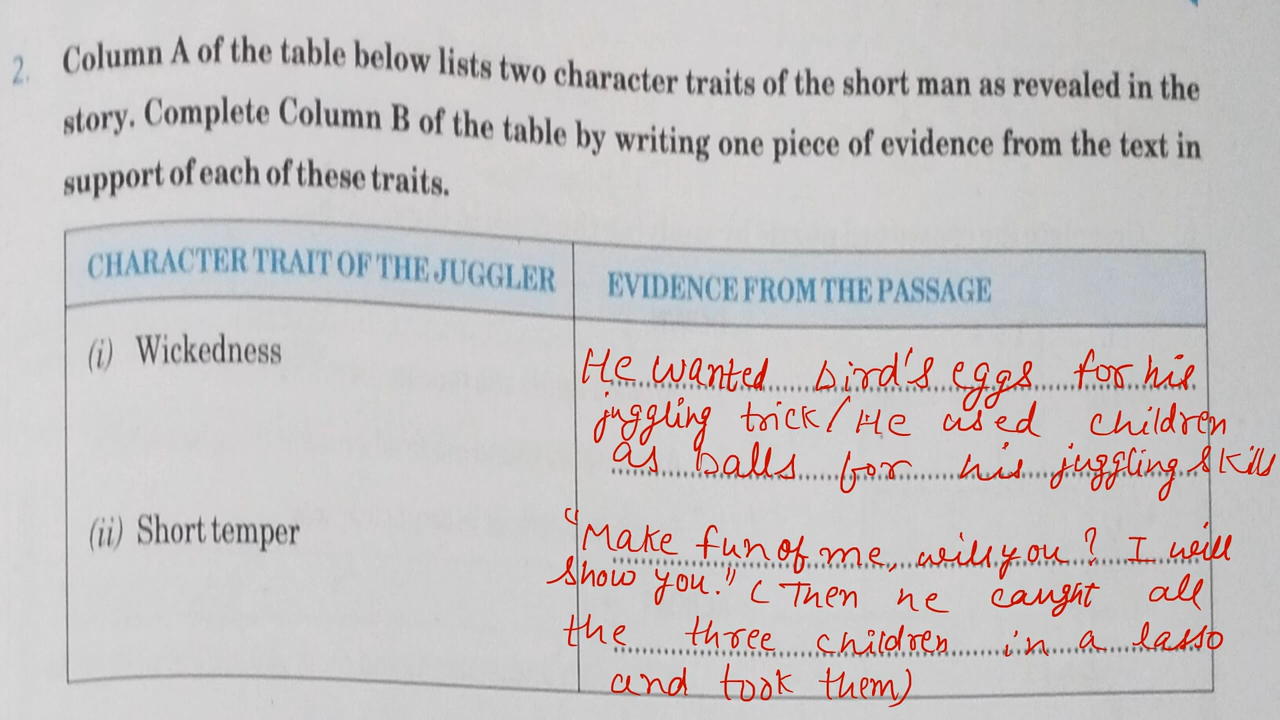 2. Column A of the table below lists two character traits of the short man as revealed in the
story. Complete Column B of the table by writing one piece of evidence from the text in
support of each of these traits.
CHARACTER TRAIT OF THE JUGGLER
EVIDENCE FROM THE PASSAGE
(i) Wickedness
He wanted bird's eggs for his
juggling trick / He used children
as balls for his juggling skills
(ii) Short temper
"Make fun of me, will you? I will
show you." (Then he caught all
the three children in a lasso
and took them)